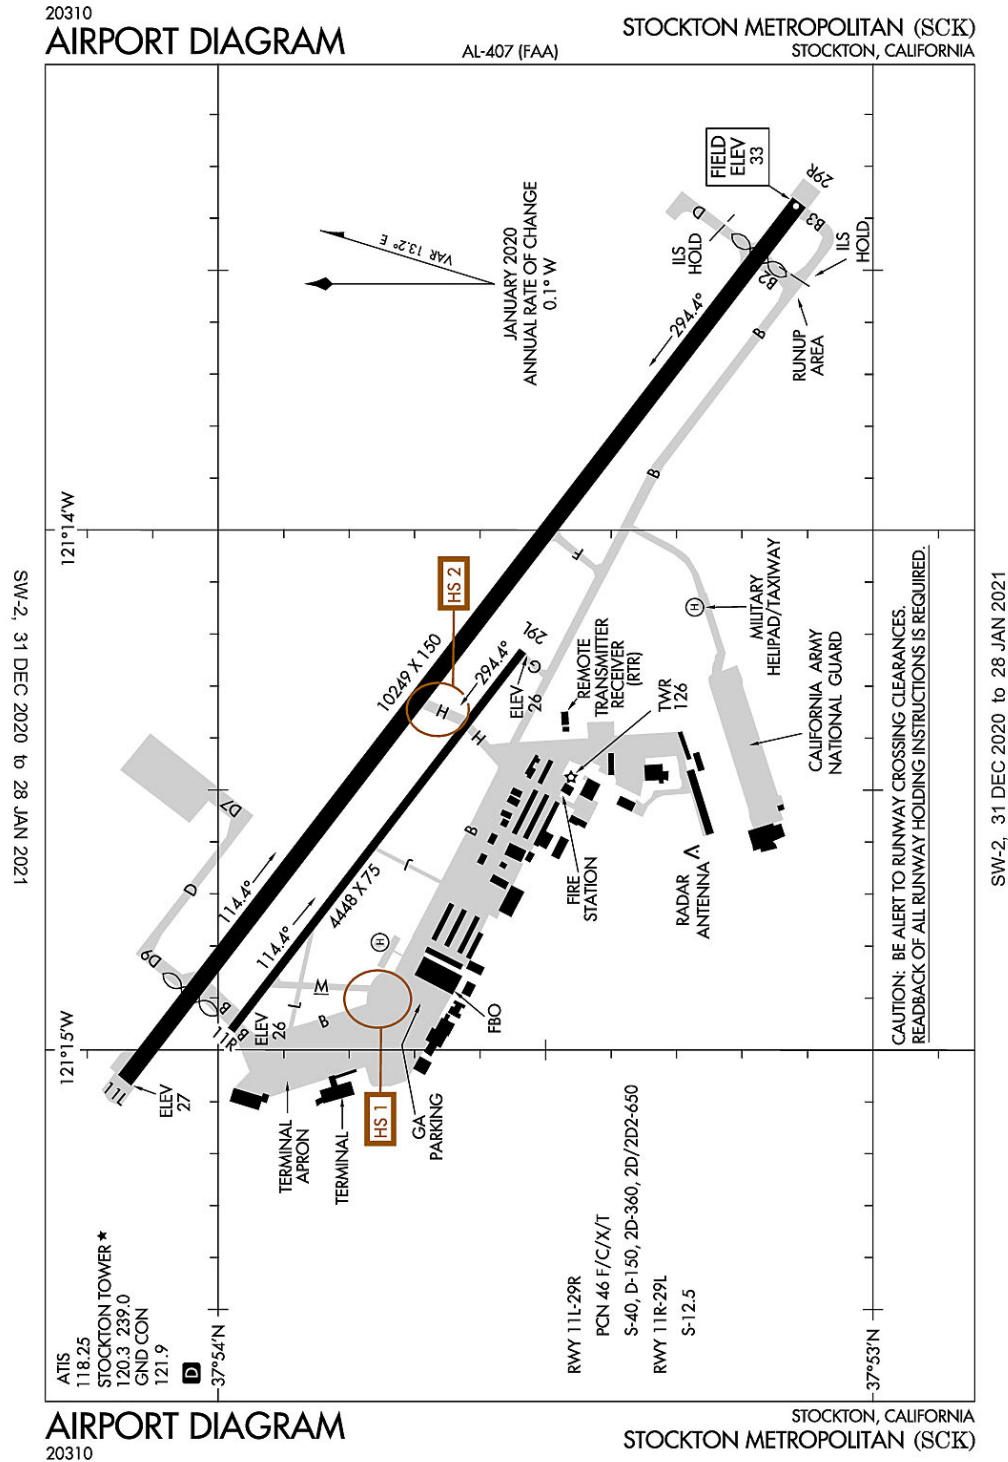 20310
AIRPORT DIAGRAM
AL-407 (FAA)
STOCKTON METROPOLITAN (SCK)
STOCKTON, CALIFORNIA
FIELD
ELEV
33
29R
D
B3
ILS
HOLD
ILS
HOLD
B2
RUNUP
AREA
B
VAR 13.2° E
JANUARY 2020
ANNUAL RATE OF CHANGE
0.1° W
294.4°
B
121°14'W
F
HS 2
10249 X 150
H
H
294.4°
29L
G
ELEV
26
REMOTE
TRANSMITTER
RECEIVER
(RTR)
TWR
126
H
MILITARY
HELIPAD/TAXIWAY
CALIFORNIA ARMY
NATIONAL GUARD
D7
D
114.4°
114.4°
4448 X 75
J
B
FIRE
STATION
RADAR
ANTENNA
D9
B
B
11R
ELEV
26
L
M
B
H
FBO
121°15'W
11L
ELEV
27
TERMINAL
APRON
TERMINAL
HS 1
GA
PARKING
CAUTION: BE ALERT TO RUNWAY CROSSING CLEARANCES.
READBACK OF ALL RUNWAY HOLDING INSTRUCTIONS IS REQUIRED.
ATIS
118.25
STOCKTON TOWER★
120.3 239.0
GND CON
121.9
D
37°54'N
RWY 11L-29R
PCN 46 F/C/X/T
S-40, D-150, 2D-360, 2D/2D2-650
RWY 11R-29L
S-12.5
37°53'N
SW-2, 31 DEC 2020 to 28 JAN 2021
SW-2, 31 DEC 2020 to 28 JAN 2021
AIRPORT DIAGRAM
20310
STOCKTON, CALIFORNIA
STOCKTON METROPOLITAN (SCK)